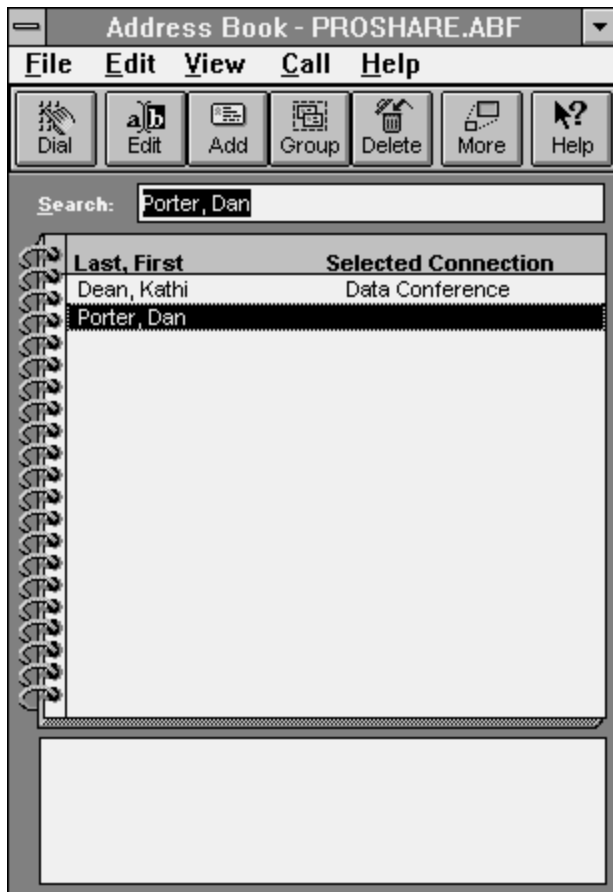 Address Book - PROSHARE.ABF
File Edit View Call Help
a b
Dial Edit Add Group Delete More Help
Search: Porter, Dan
Last, First Selected Connection
Dean, Kathi Data Conference
Porter, Dan